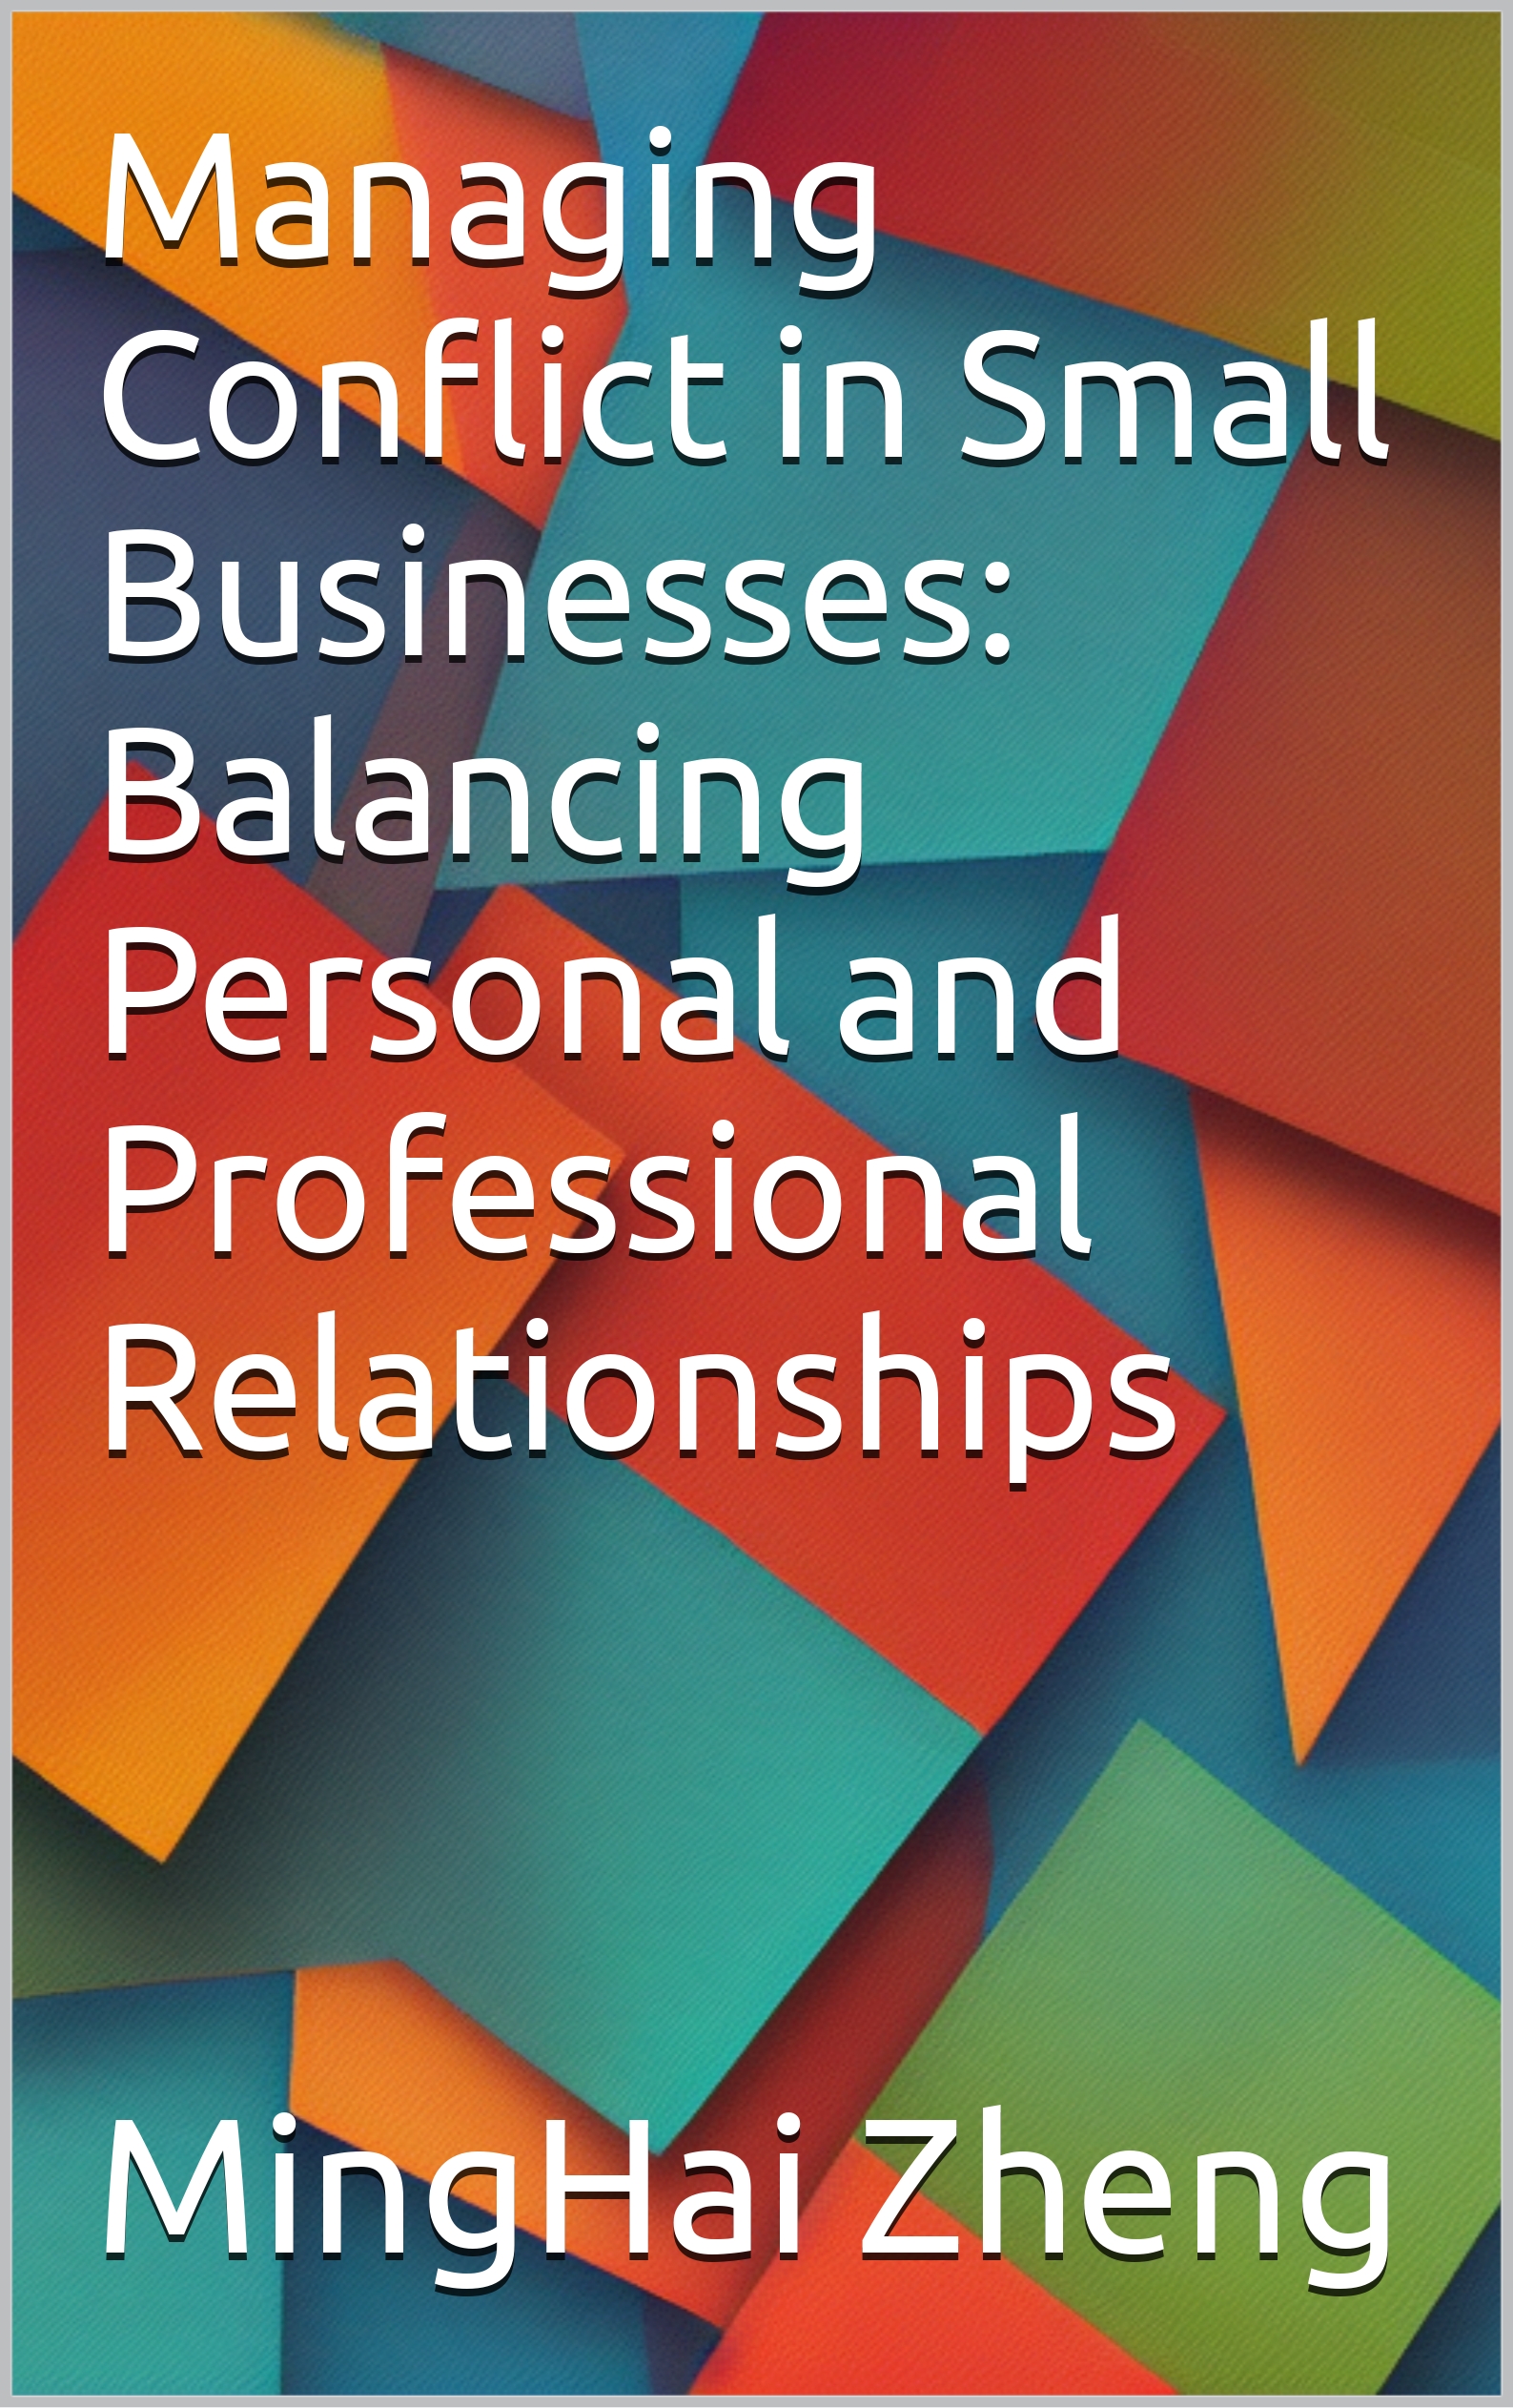 Managing
Conflict in Small
Businesses:
Balancing
Personal and
Professional
Relationships
MingHai Zheng